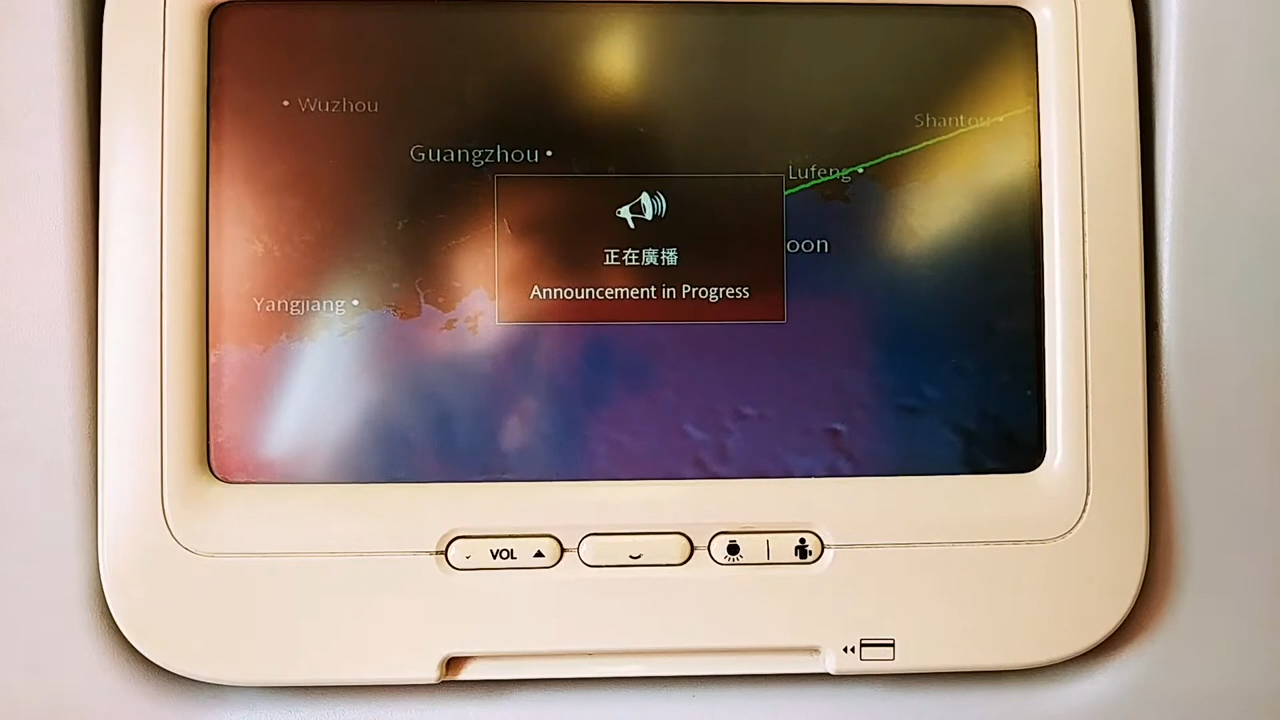 Wuzhou
Shantou
Guangzhou
Lufeng
oon
正在廣播
Announcement in Progress
Yangjiang
VOL